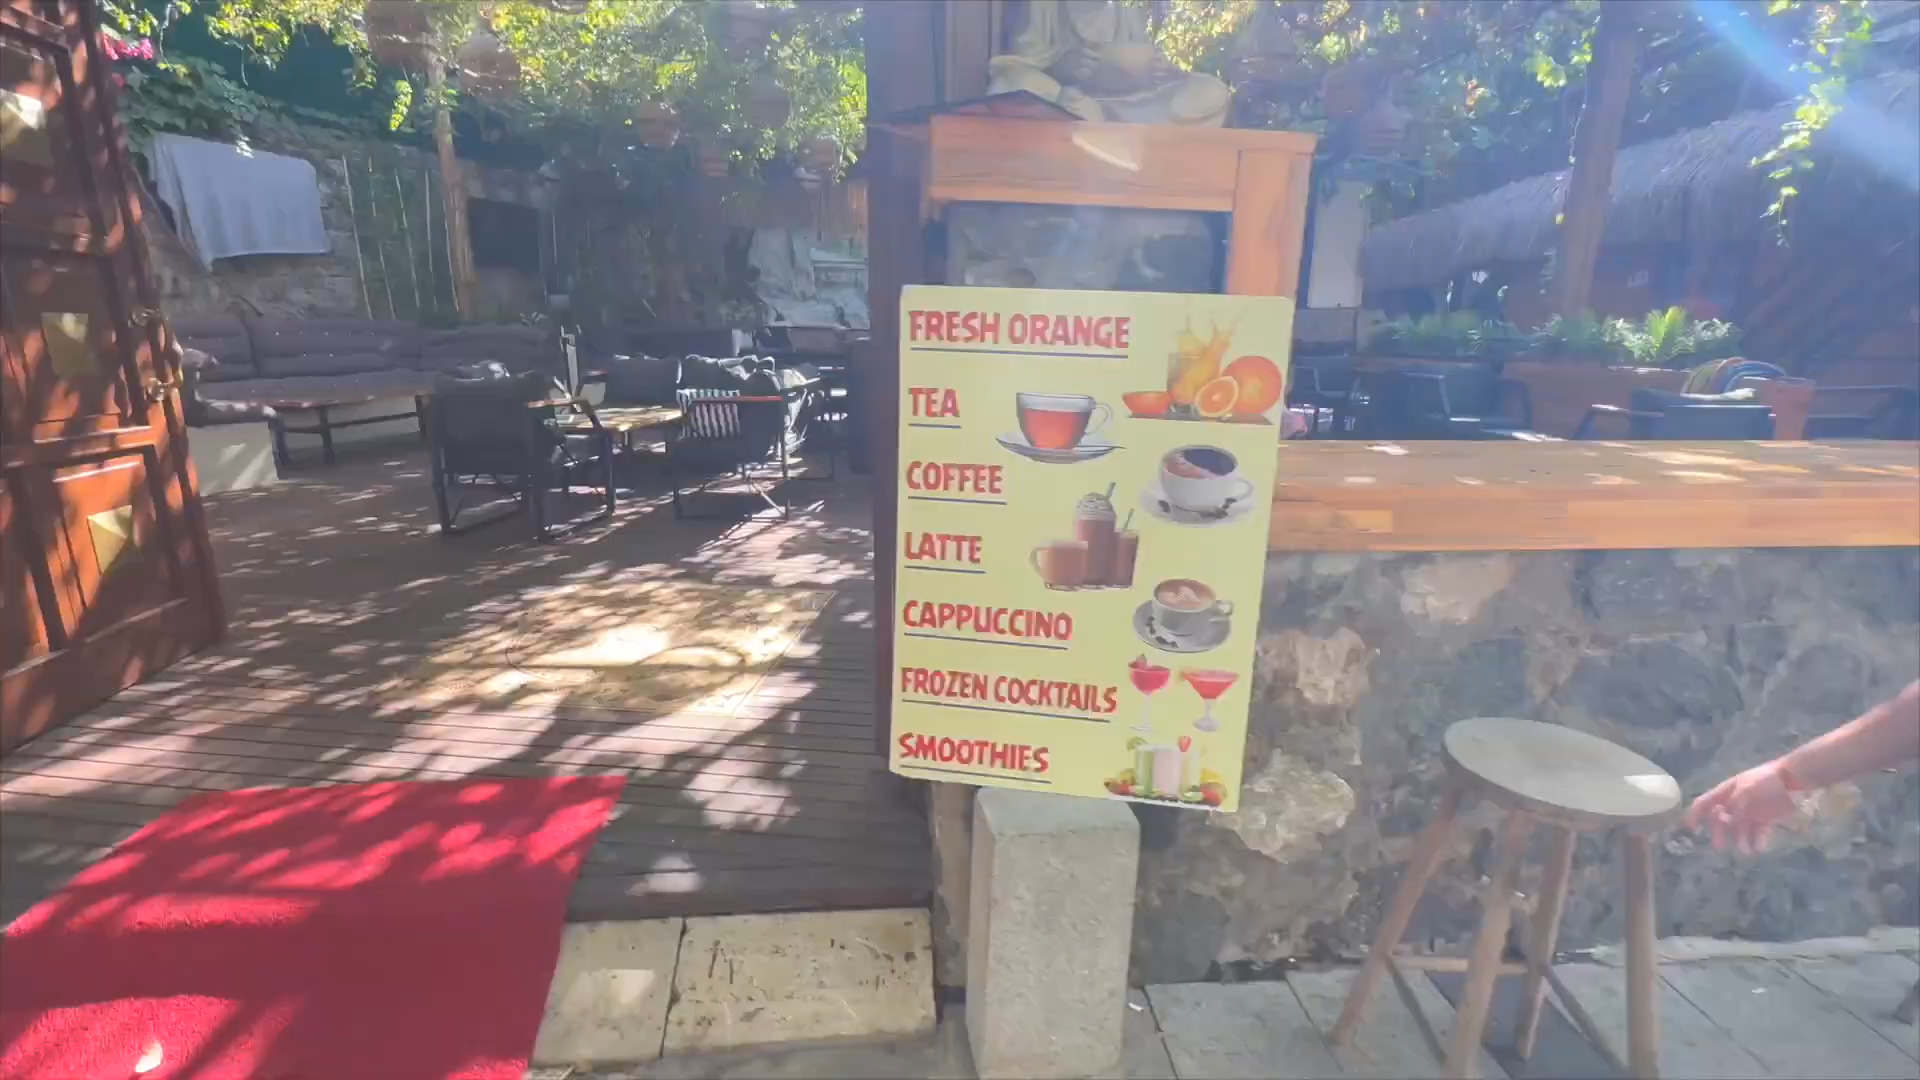 FRESH ORANGE
TEA
COFFEE
LATTE
CAPPUCCINO
FROZEN COCKTAILS
SMOOTHIES